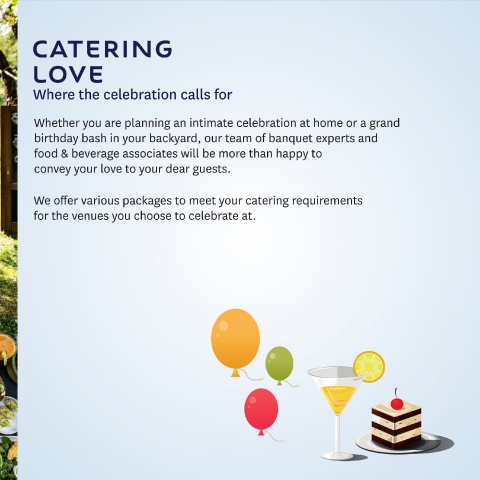 CATERING
LOVE
Where the celebration calls for
Whether you are planning an intimate celebration at home or a grand
birthday bash in your backyard, our team of banquet experts and
food & beverage associates will be more than happy to
convey your love to your dear guests.
We offer various packages to meet your catering requirements
for the venues you choose to celebrate at.